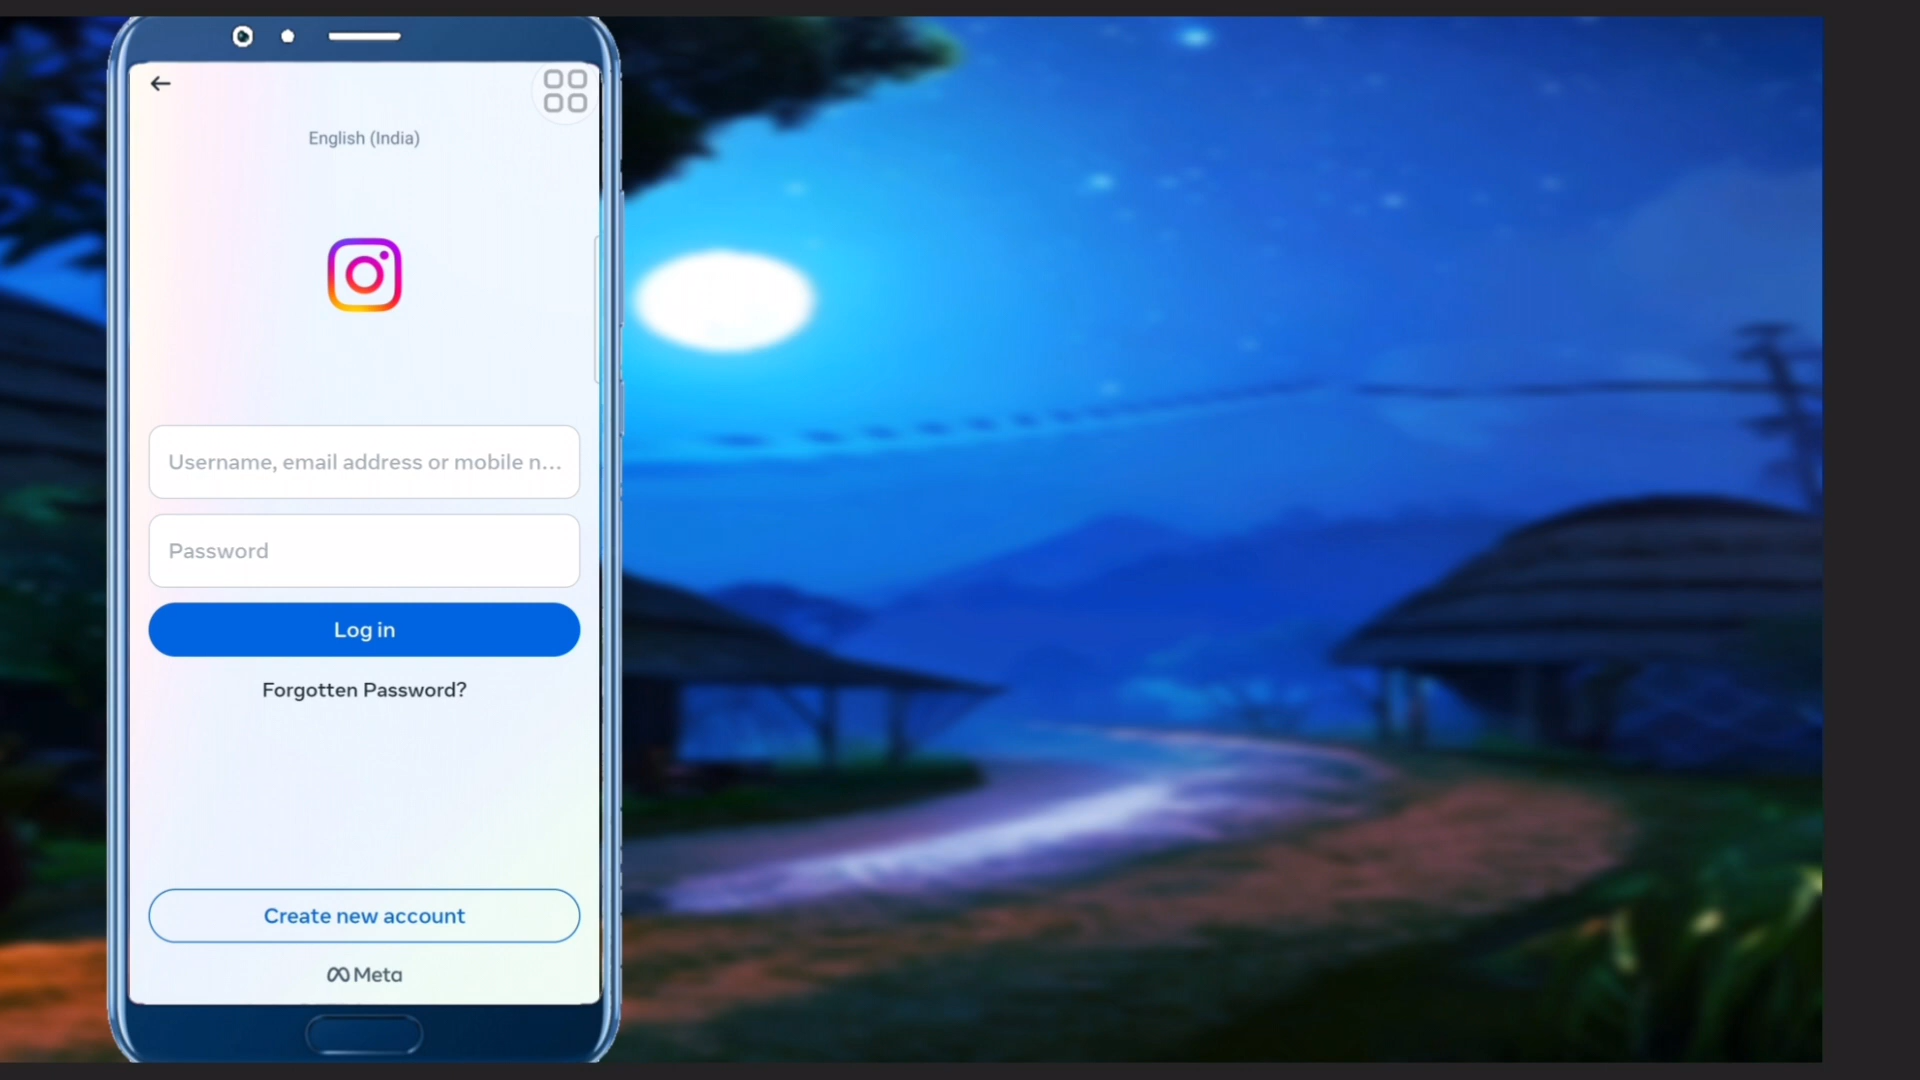 English (India)
Username, email address or mobile n...
Password
Log in
Forgotten Password?
Create new account
Meta